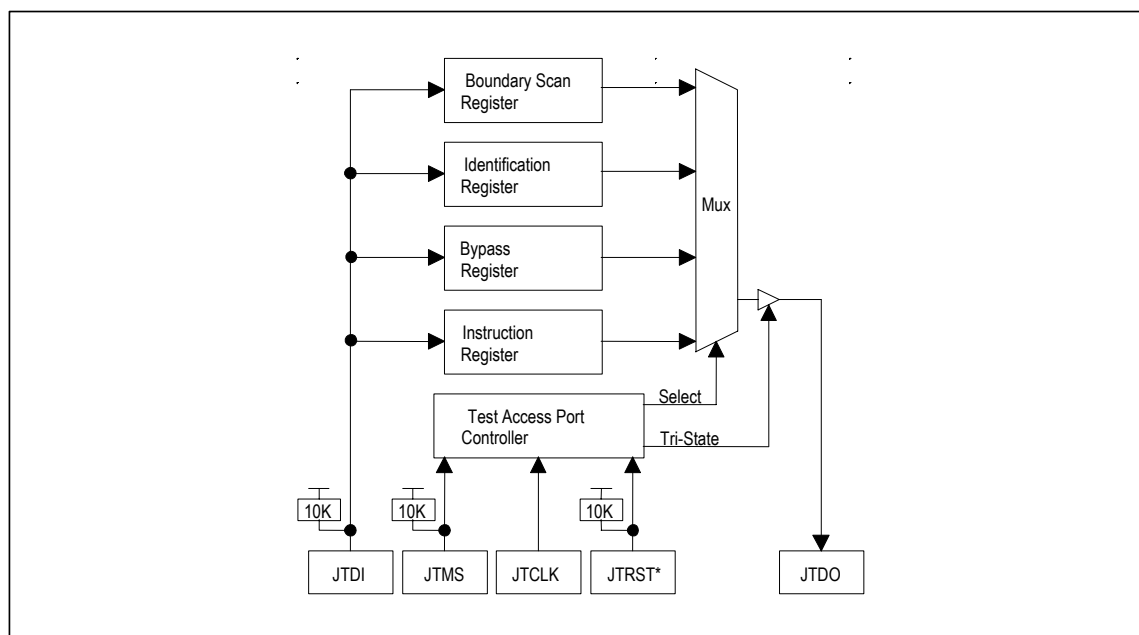 Boundary Scan
Register
Identification
Register
Mux
Bypass
Register
Instruction
Register
Select
Test Access Port
Controller
Tri-State
10K
10K
10K
JTDI
JTMS
JTCLK
JTRST*
JTDO